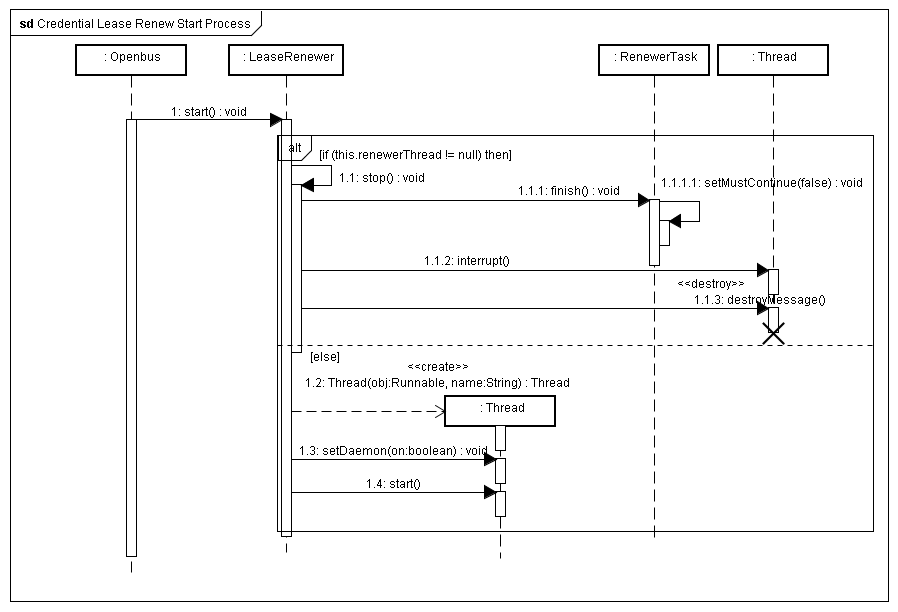 sd Credential Lease Renew Start Process
: Openbus
: LeaseRenewer
: RenewerTask
: Thread
1: start() : void
alt
[if (this.renewerThread != null) then]
1.1: stop() : void
1.1.1: finish() : void
1.1.1.1: setMustContinue(false) : void
1.1.2: interrupt()
<<destroy>>
1.1.3: destroyMessage()
[else]
<<create>>
1.2: Thread(obj:Runnable, name:String) : Thread
: Thread
1.3: setDaemon(on:boolean) : void
1.4: start()